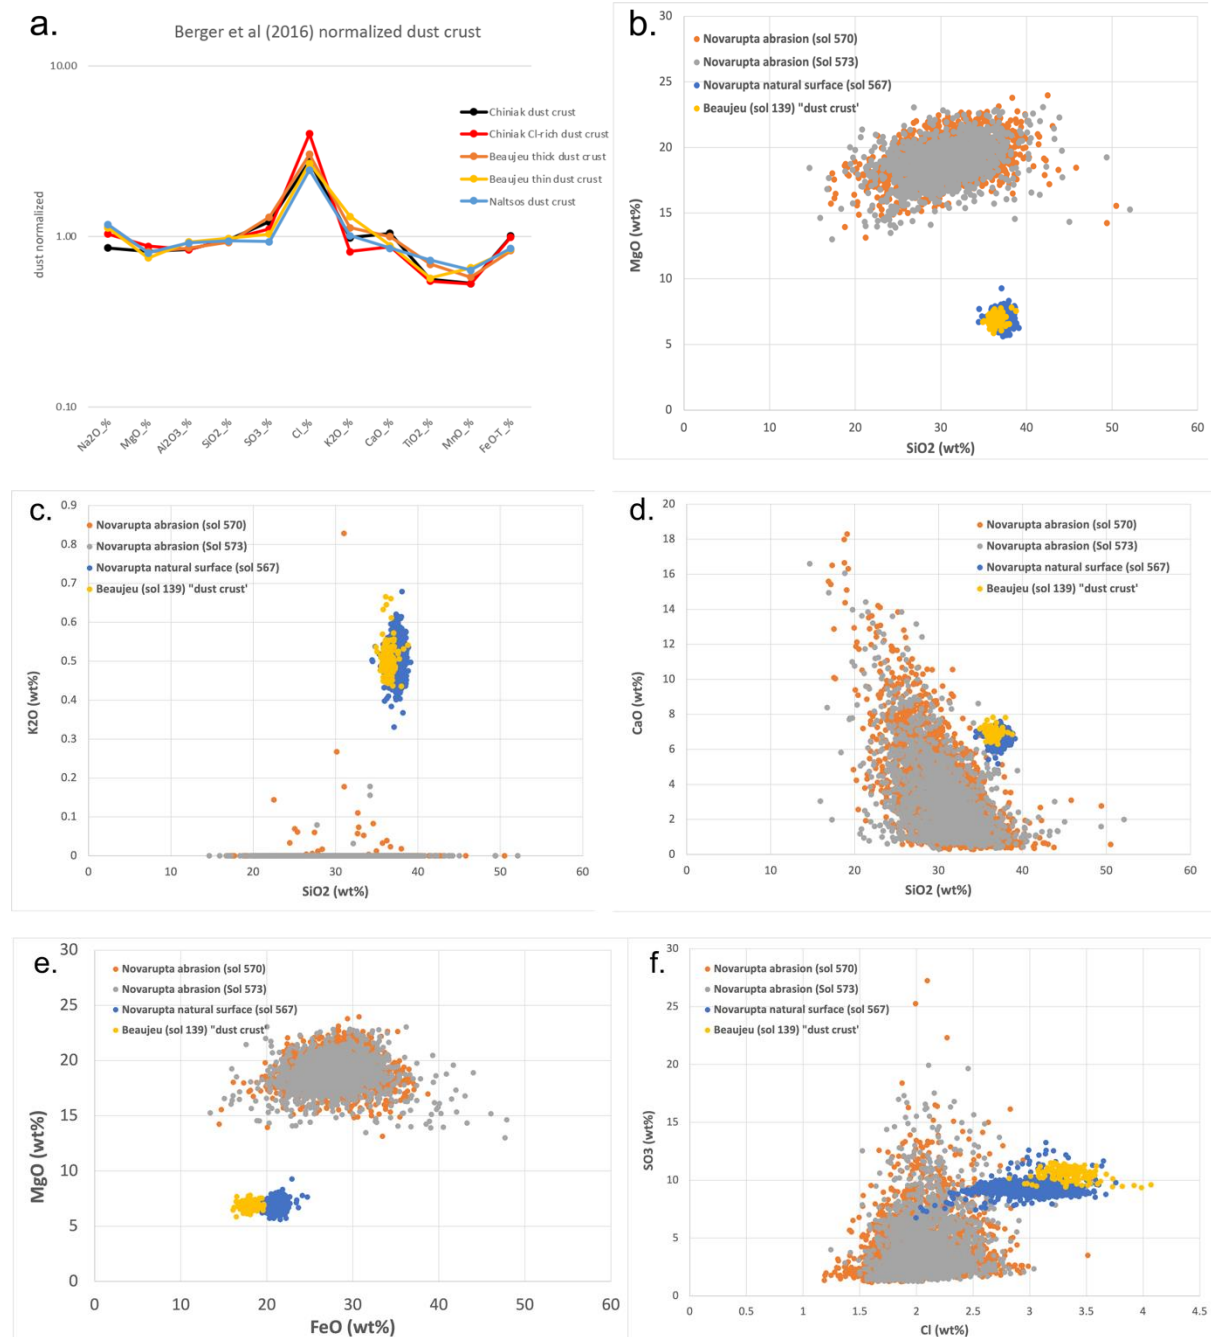 a.
Berger et al (2016) normalized dust crust
10.00
1.00
0.10
dust normalized
Chiniak dust crust
Chiniak Cl-rich dust crust
Beaujeu thick dust crust
Beaujeu thin dust crust
Naltsos dust crust
Na2O_%
MgO_%
Al2O3_%
SiO2_%
SO3_%
Cl_%
K2O_%
CaO_%
TiO2_%
MnO_%
FeO-T_%
b.
Novarupta abrasion (sol 570)
Novarupta abrasion (Sol 573)
Novarupta natural surface (sol 567)
Beaujeu (sol 139) "dust crust'
30
25
20
15
10
5
0
MgO (wt%)
0 10 20 30 40 50 60
SiO2 (wt%)
c.
Novarupta abrasion (sol 570)
Novarupta abrasion (Sol 573)
Novarupta natural surface (sol 567)
Beaujeu (sol 139) "dust crust'
0.9
0.8
0.7
0.6
0.5
0.4
0.3
0.2
0.1
0
K2O (wt%)
0 10 20 30 40 50 60
SiO2 (wt%)
d.
Novarupta abrasion (sol 570)
Novarupta abrasion (Sol 573)
Novarupta natural surface (sol 567)
Beaujeu (sol 139) "dust crust'
20
18
16
14
12
10
8
6
4
2
0
CaO (wt%)
0 10 20 30 40 50 60
SiO2 (wt%)
e.
Novarupta abrasion (sol 570)
Novarupta abrasion (Sol 573)
Novarupta natural surface (sol 567)
Beaujeu (sol 139) "dust crust'
30
25
20
15
10
5
0
MgO (wt%)
0 10 20 30 40 50 60
FeO (wt%)
f.
Novarupta abrasion (sol 570)
Novarupta abrasion (Sol 573)
Novarupta natural surface (sol 567)
Beaujeu (sol 139) "dust crust'
30
25
20
15
10
5
0
SO3 (wt%)
0 0.5 1 1.5 2 2.5 3 3.5 4 4.5
Cl (wt%)